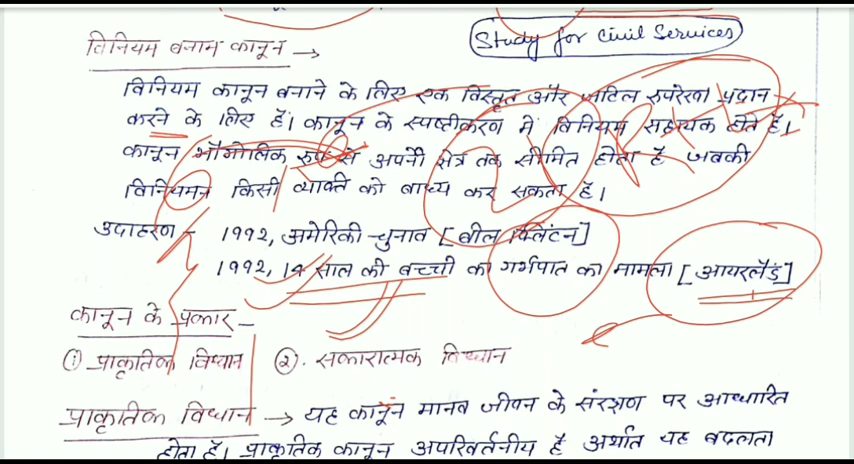 Study for Civil Services
विनियम बनाम कानून →
विनियम कानून बनाने के लिए एक विस्तृत और जटिल रुपरेखा प्रदान
करने के लिए हैं। कानून के स्पष्टीकरण में विनियम सहायक होते हैं।
कानून भौगोलिक रुप से अपनी क्षेत्र तक सीमित होता है जबकी
विनियमन किसी व्यक्ति को बाध्य कर सकता है।
उदाहरण - 1992, अमेरिकी चुनाव [बील क्लिंटन]
1992, 14 साल की बच्ची का गर्भपात का मामला [आयरलैंड]
कानून के प्रकार -
① प्राकृतिक विधान ②. सकारात्मक विधान
प्राकृतिक विधान → यह कानून मानव जीवन के संरक्षण पर आधारित
होता है। प्राकृतिक कानून अपरिवर्तनीय है अर्थात यह बदलता